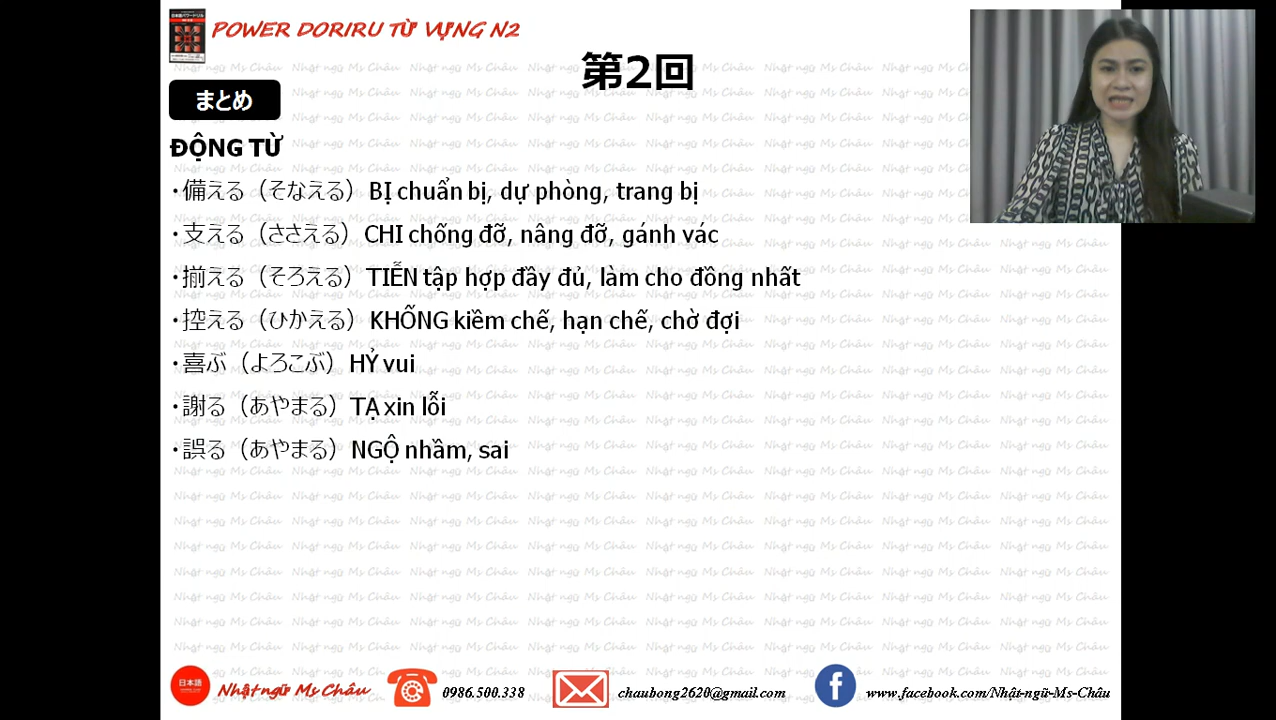 POWER DORIRU TỪ VỰNG N2
第2回
まとめ
ĐỘNG TỪ
・備える（そなえる）BỊ chuẩn bị, dự phòng, trang bị
・支える（ささえる）CHI chống đỡ, nâng đỡ, gánh vác
・揃える（そろえる）TIỄN tập hợp đầy đủ, làm cho đồng nhất
・控える（ひかえる）KHỐNG kiềm chế, hạn chế, chờ đợi
・喜ぶ（よろこぶ）HỶ vui
・謝る（あやまる）TẠ xin lỗi
・誤る（あやまる）NGỘ nhầm, sai
日本語
Nhật ngữ Ms Châu
0986.500.338
chaubong2620@gmail.com
www.facebook.com/Nhật-ngữ-Ms-Châu